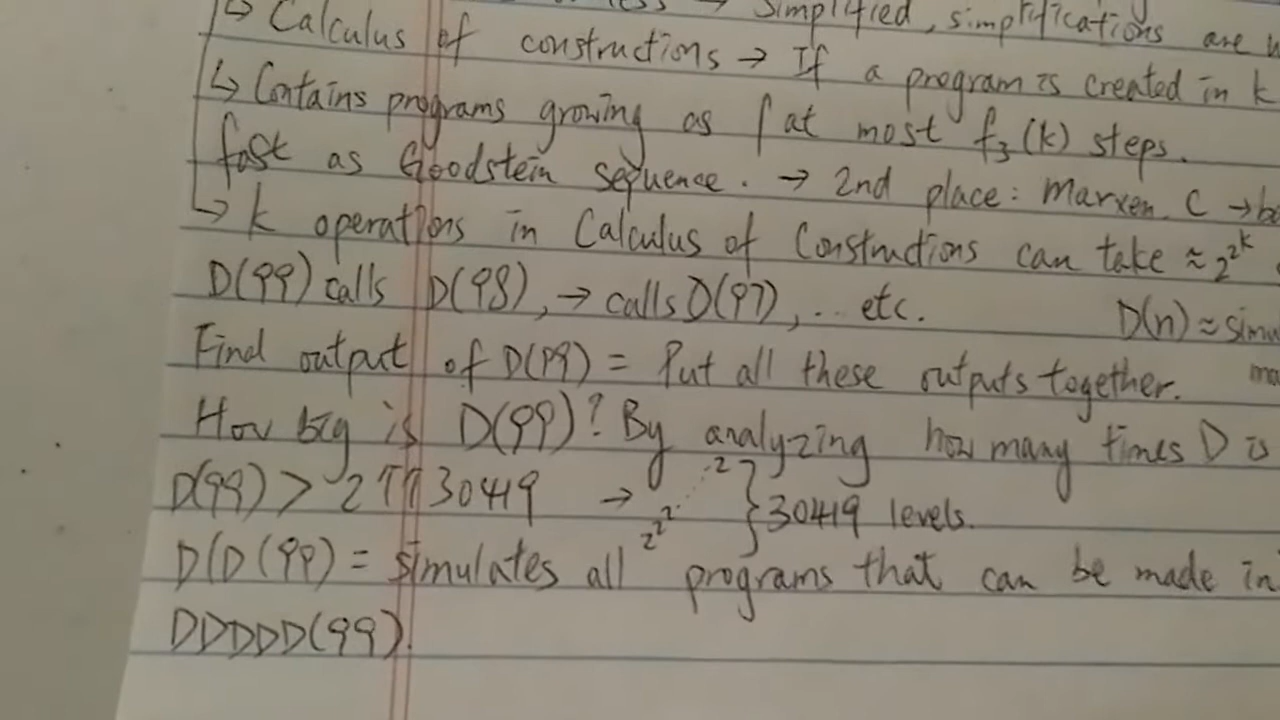 simplified, simplifications are
↳ Calculus of constructions → If a program is created in k
↳ Contains programs growing as f at most f₃(k) steps.
fast as Goodstein sequence. → 2nd place: Marxen. C →
↳ k operations in Calculus of Constructions can take ≈ 2^2^k
D(99) calls D(98), → calls D(97), ... etc.
D(n) ≈
Find output of D(99) = Put all these outputs together.
How big is D(99)? By analyzing how many times D is
D(99) > 2↑↑30419 → 2^2^2^⋰^2 } 30419 levels.
D(D(99) = simulates all programs that can be made in
DDDDD(99).